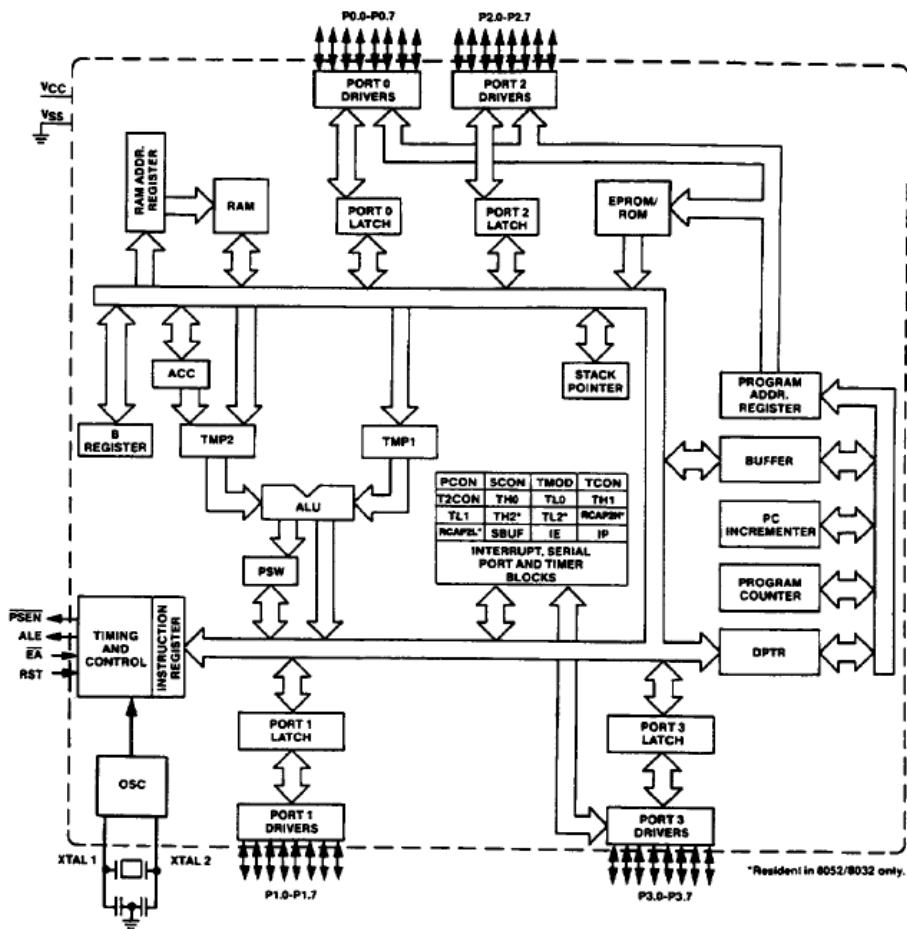 P0.0-P0.7
P2.0-P2.7
VCC
VSS
PORT 0
DRIVERS
PORT 2
DRIVERS
RAM ADDR.
REGISTER
RAM
PORT 0
LATCH
PORT 2
LATCH
EPROM/
ROM
ACC
STACK
POINTER
PROGRAM
ADDR.
REGISTER
B
REGISTER
TMP2
TMP1
BUFFER
PCON SCON TMOD TCON
T2CON TH0 TL0 TH1
TL1 TH2* TL2* RCAP2H*
RCAP2L* SBUF IE IP
INTERRUPT, SERIAL
PORT AND TIMER
BLOCKS
ALU
PC
INCREMENTER
PSW
PROGRAM
COUNTER
PSEN
ALE
EA
RST
TIMING
AND
CONTROL
INSTRUCTION
REGISTER
DPTR
PORT 1
LATCH
PORT 3
LATCH
OSC
PORT 1
DRIVERS
PORT 3
DRIVERS
XTAL 1
XTAL 2
*Resident in 8052/8032 only.
P1.0-P1.7
P3.0-P3.7